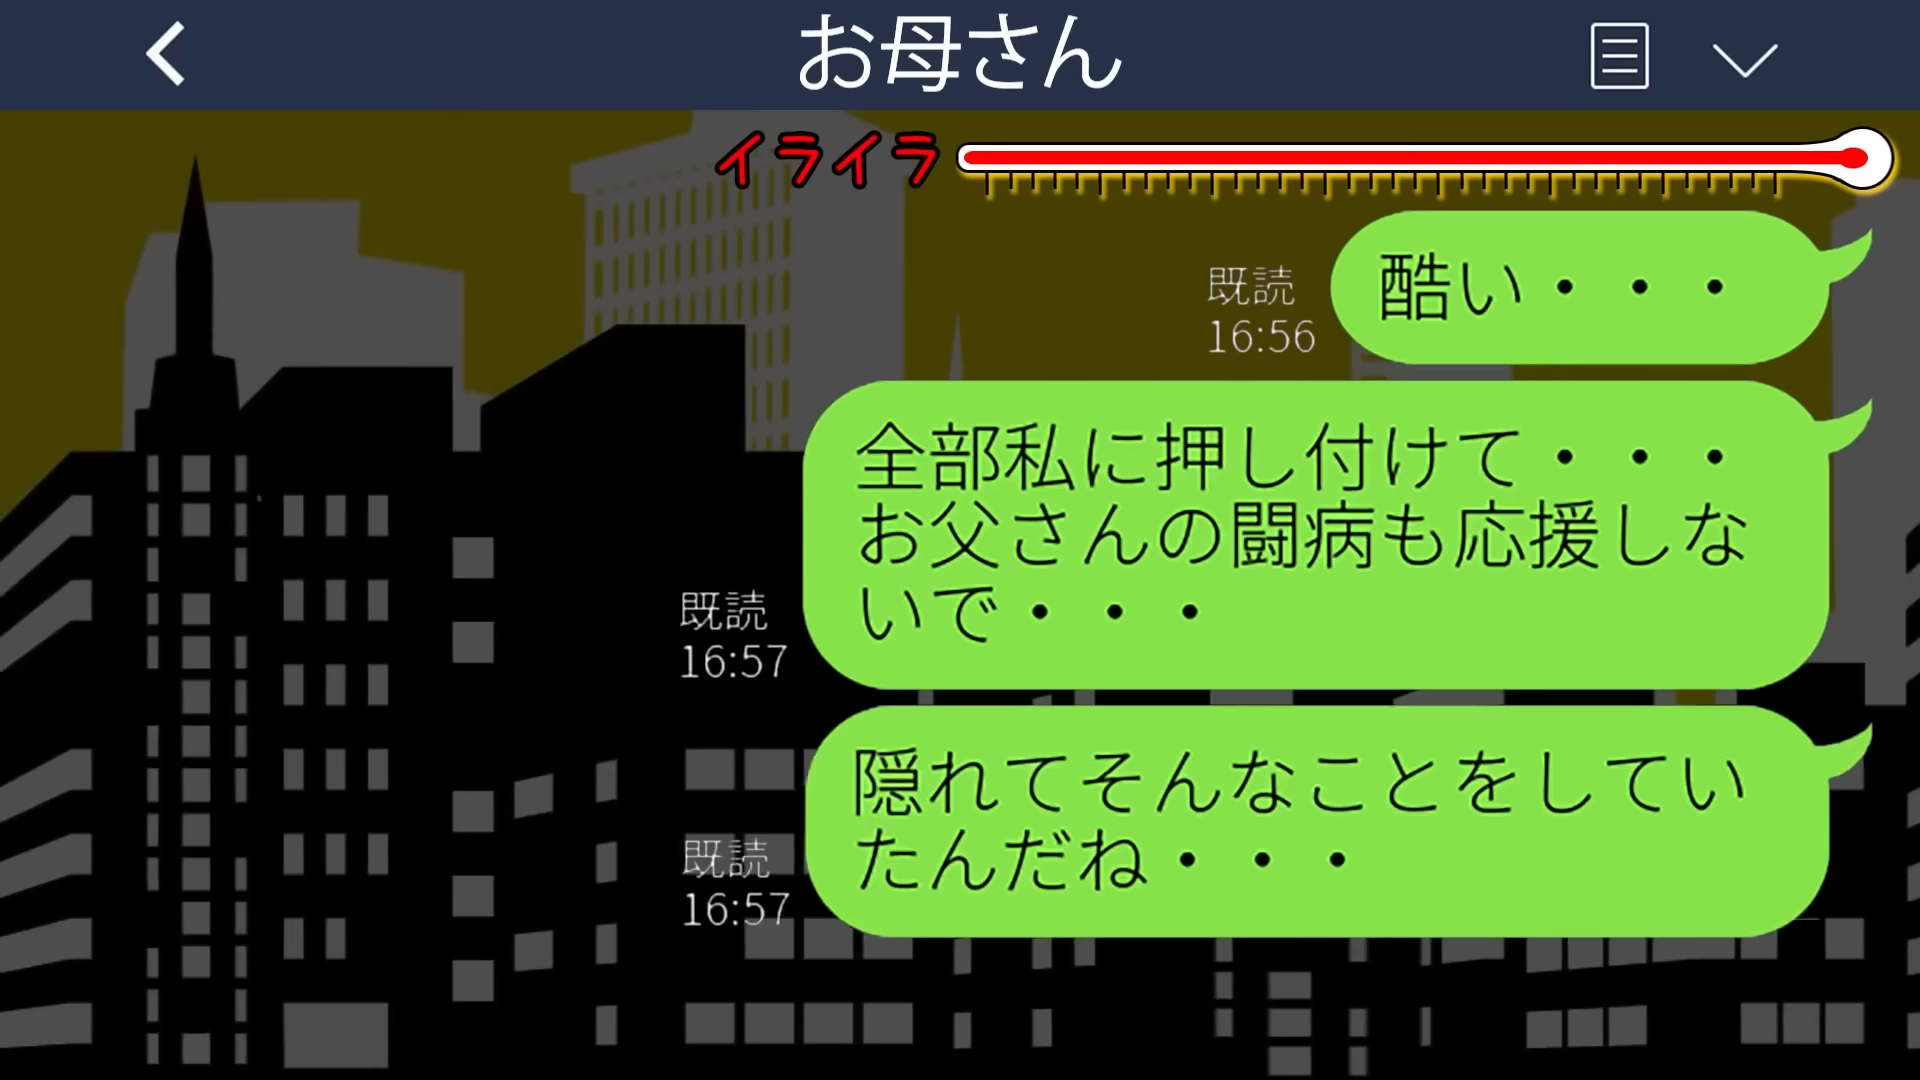 お母さん
イライラ
酷い・・・
既読
16:56
全部私に押し付けて・・・
お父さんの闘病も応援しな
いで・・・
既読
16:57
隠れてそんなことをしてい
たんだね・・・
既読
16:57